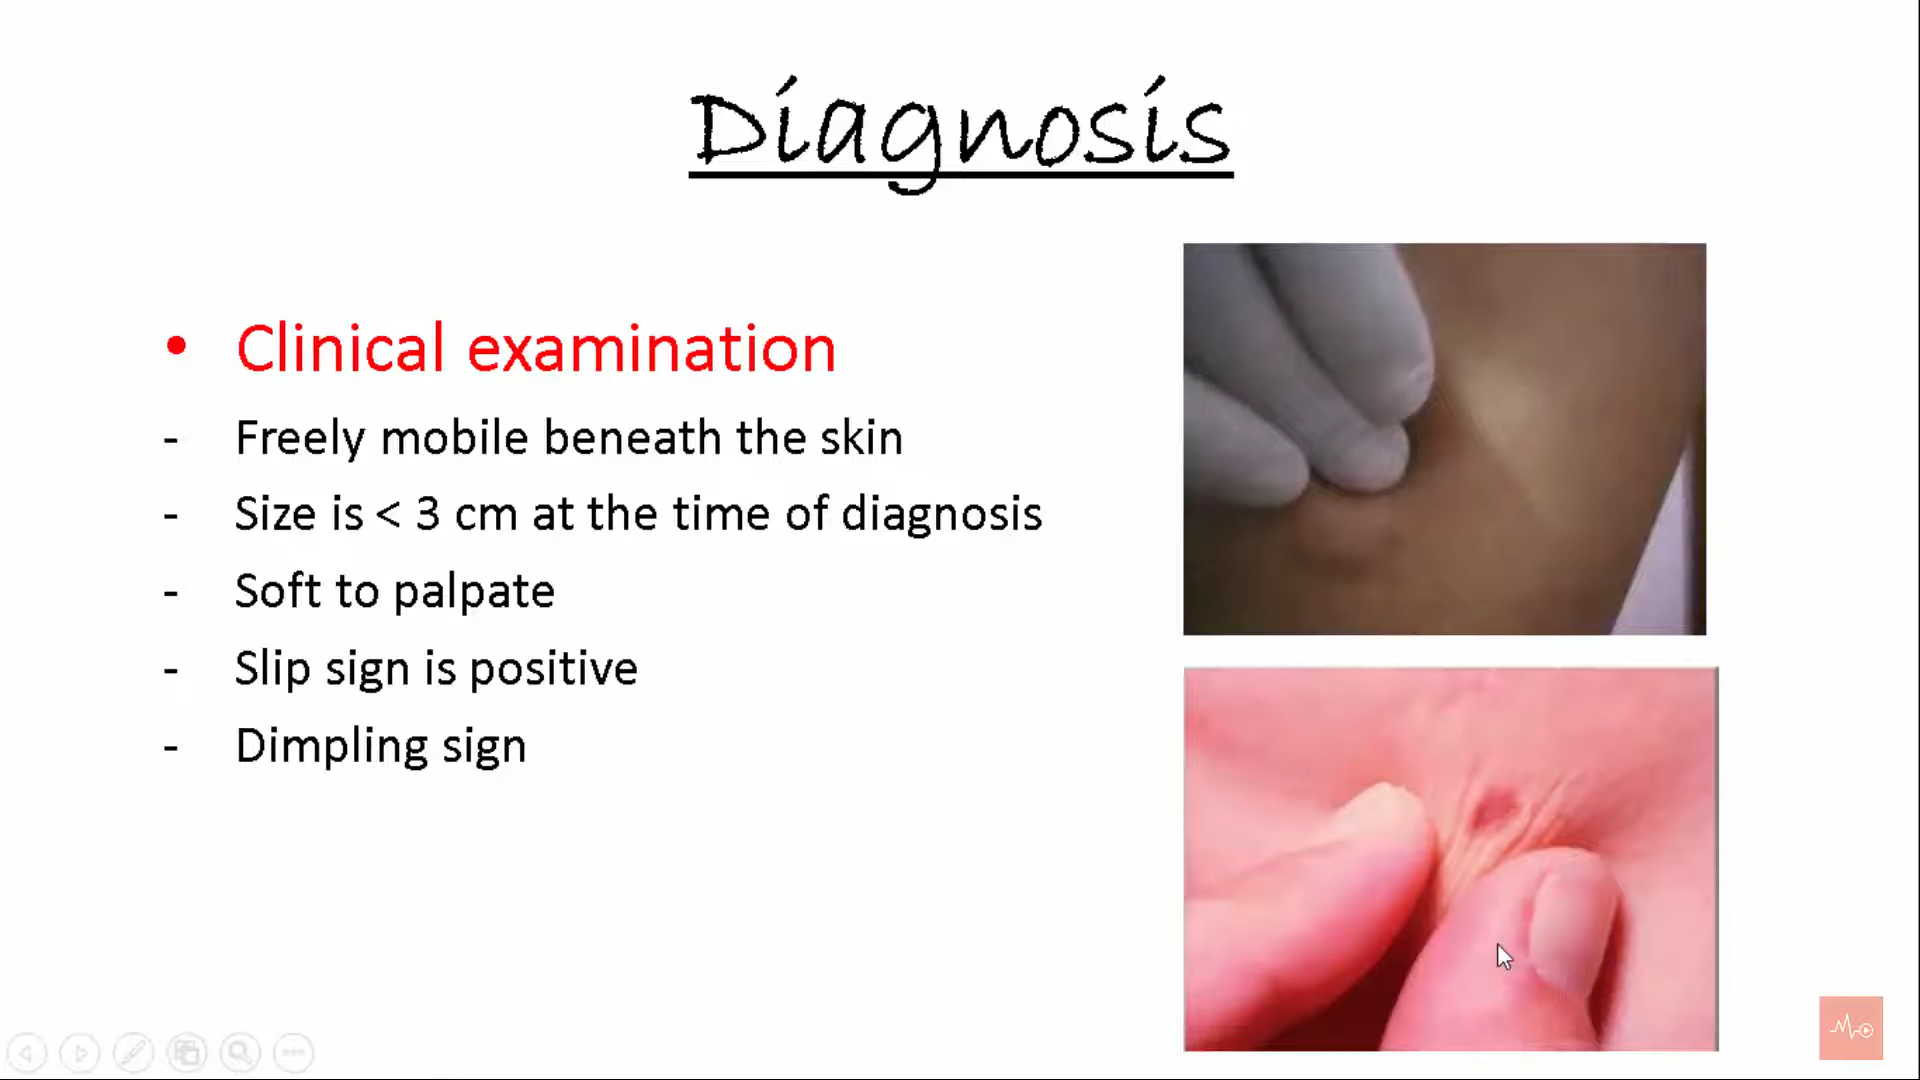 Diagnosis
• Clinical examination
- Freely mobile beneath the skin
- Size is < 3 cm at the time of diagnosis
- Soft to palpate
- Slip sign is positive
- Dimpling sign